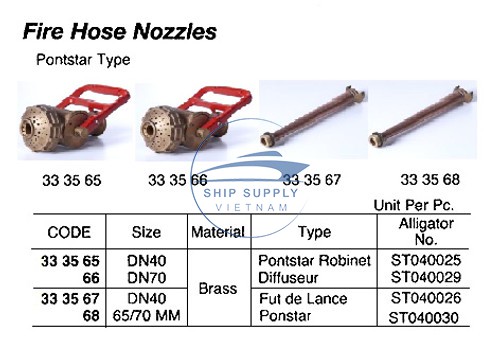 Fire Hose Nozzles
Pontstar Type
33 35 65 33 35 66 33 35 67 33 35 68
SHIP SUPPLY
VIETNAM
Unit Per Pc.
CODE Size Material Type Alligator No.
33 35 65 DN40 Brass Pontstar Robinet ST040025
66 DN70 Diffuseur ST040029
33 35 67 DN40 Fut de Lance ST040026
68 65/70 MM Ponstar ST040030